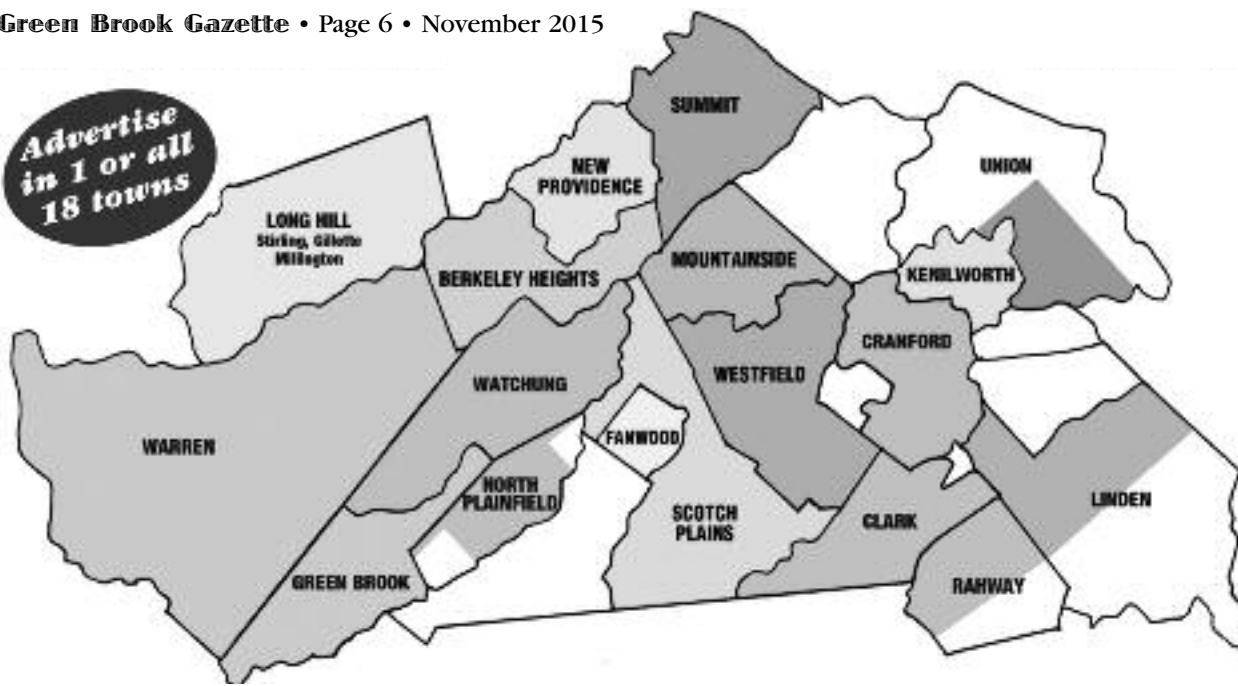 Green Brook Gazette • Page 6 • November 2015
Advertise
in 1 or all
18 towns
SUMMIT
NEW
PROVIDENCE
UNION
LONG HILL
Stirling, Gillette
Millington
BERKELEY HEIGHTS
MOUNTAINSIDE
KENILWORTH
CRANFORD
WATCHUNG
WESTFIELD
WARREN
FANWOOD
NORTH
PLAINFIELD
SCOTCH
PLAINS
CLARK
LINDEN
GREEN BROOK
RAHWAY